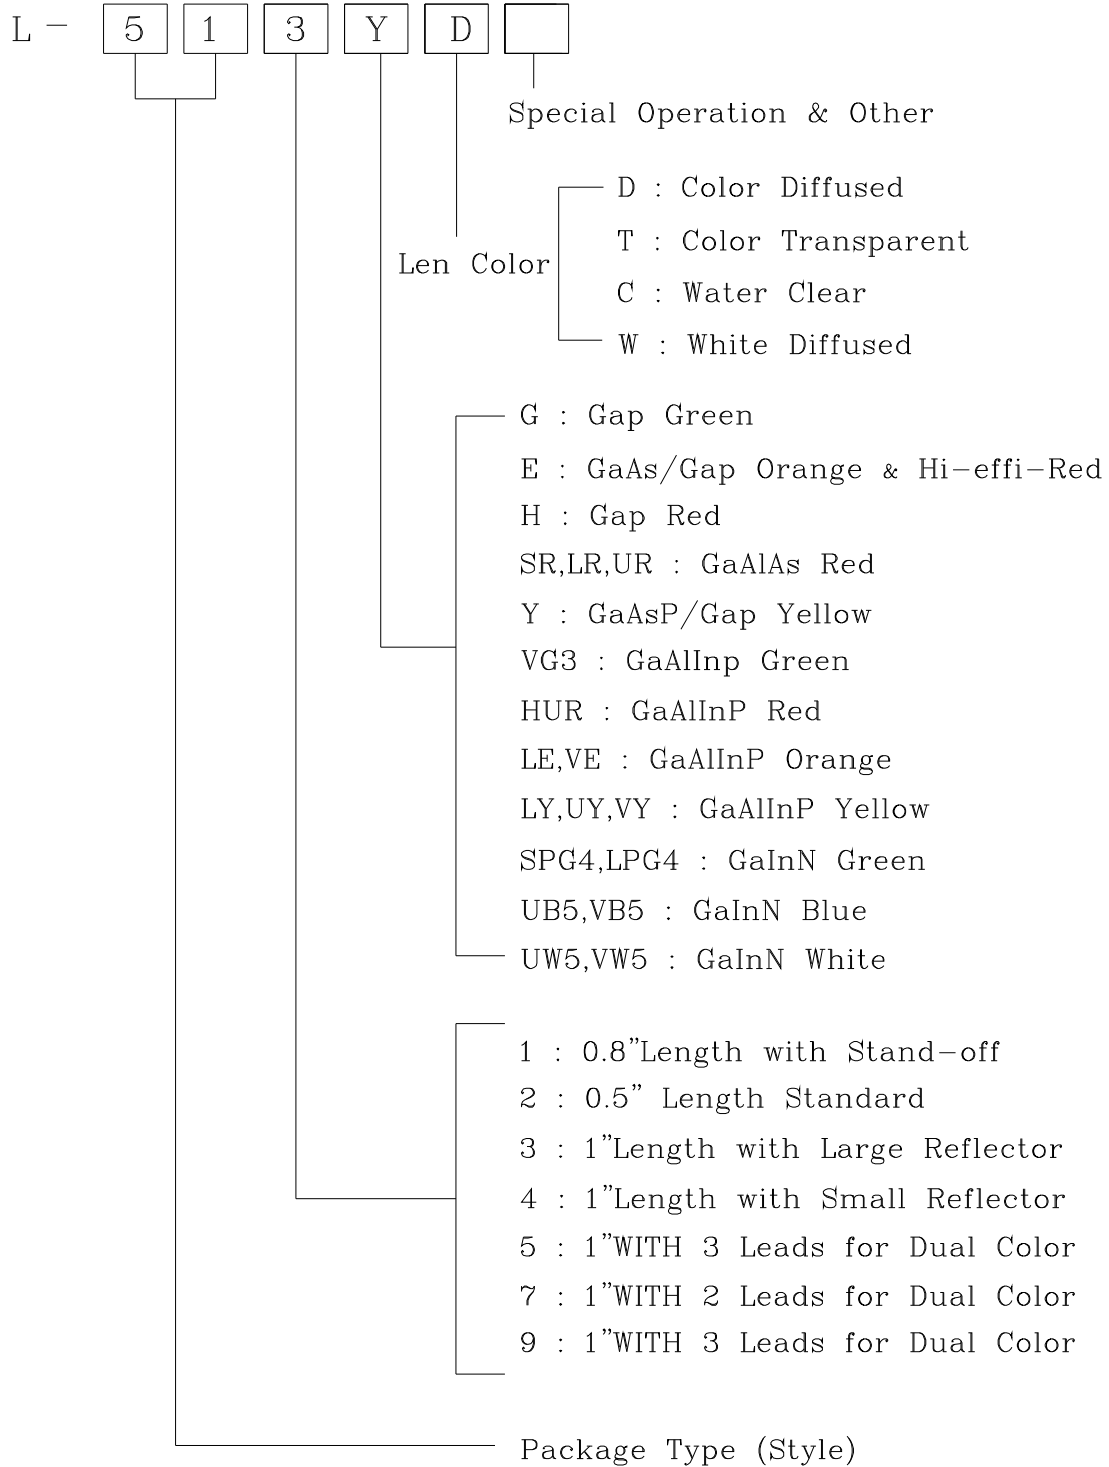 L- 5 1 3 Y D
Special Operation & Other
D : Color Diffused
T : Color Transparent
Len Color
C : Water Clear
W : White Diffused
G : Gap Green
E : GaAs/Gap Orange & Hi-effi-Red
H : Gap Red
SR,LR,UR : GaAlAs Red
Y : GaAsP/Gap Yellow
VG3 : GaAlInp Green
HUR : GaAlInP Red
LE,VE : GaAlInP Orange
LY,UY,VY : GaAlInP Yellow
SPG4,LPG4 : GaInN Green
UB5,VB5 : GaInN Blue
UW5,VW5 : GaInN White
1 : 0.8”Length with Stand-off
2 : 0.5” Length Standard
3 : 1”Length with Large Reflector
4 : 1”Length with Small Reflector
5 : 1”WITH 3 Leads for Dual Color
7 : 1”WITH 2 Leads for Dual Color
9 : 1”WITH 3 Leads for Dual Color
Package Type (Style)